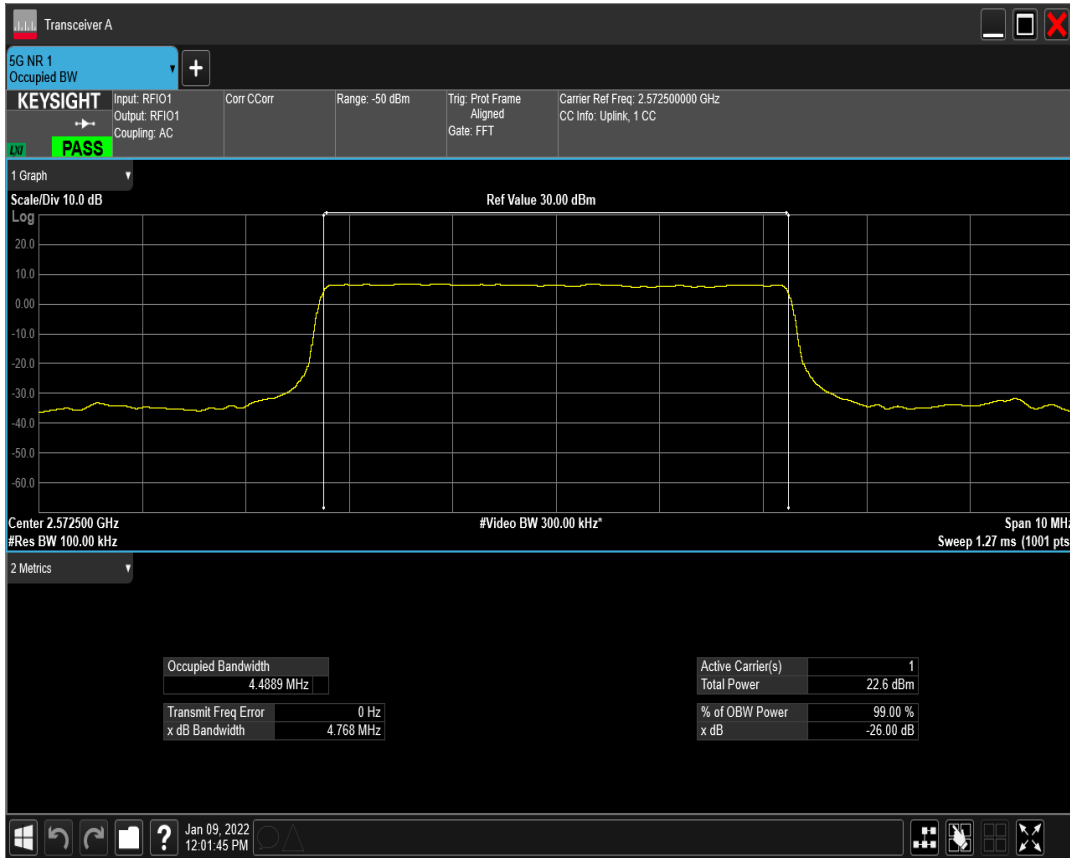 Transceiver A
5G NR 1
Occupied BW
+
KEYSIGHT
LXI
PASS
Input: RFIO1
Output: RFIO1
Coupling: AC
Corr CCorr
Range: -50 dBm
Trig: Prot Frame
Aligned
Gate: FFT
Carrier Ref Freq: 2.572500000 GHz
CC Info: Uplink, 1 CC
1 Graph
Scale/Div 10.0 dB
Ref Value 30.00 dBm
Log
20.0
10.0
0.00
-10.0
-20.0
-30.0
-40.0
-50.0
-60.0
Center 2.572500 GHz
#Video BW 300.00 kHz*
Span 10 MHz
#Res BW 100.00 kHz
Sweep 1.27 ms (1001 pts
2 Metrics
Occupied Bandwidth
4.4889 MHz
Transmit Freq Error 0 Hz
x dB Bandwidth 4.768 MHz
Active Carrier(s) 1
Total Power 22.6 dBm
% of OBW Power 99.00 %
x dB -26.00 dB
?
Jan 09, 2022
12:01:45 PM